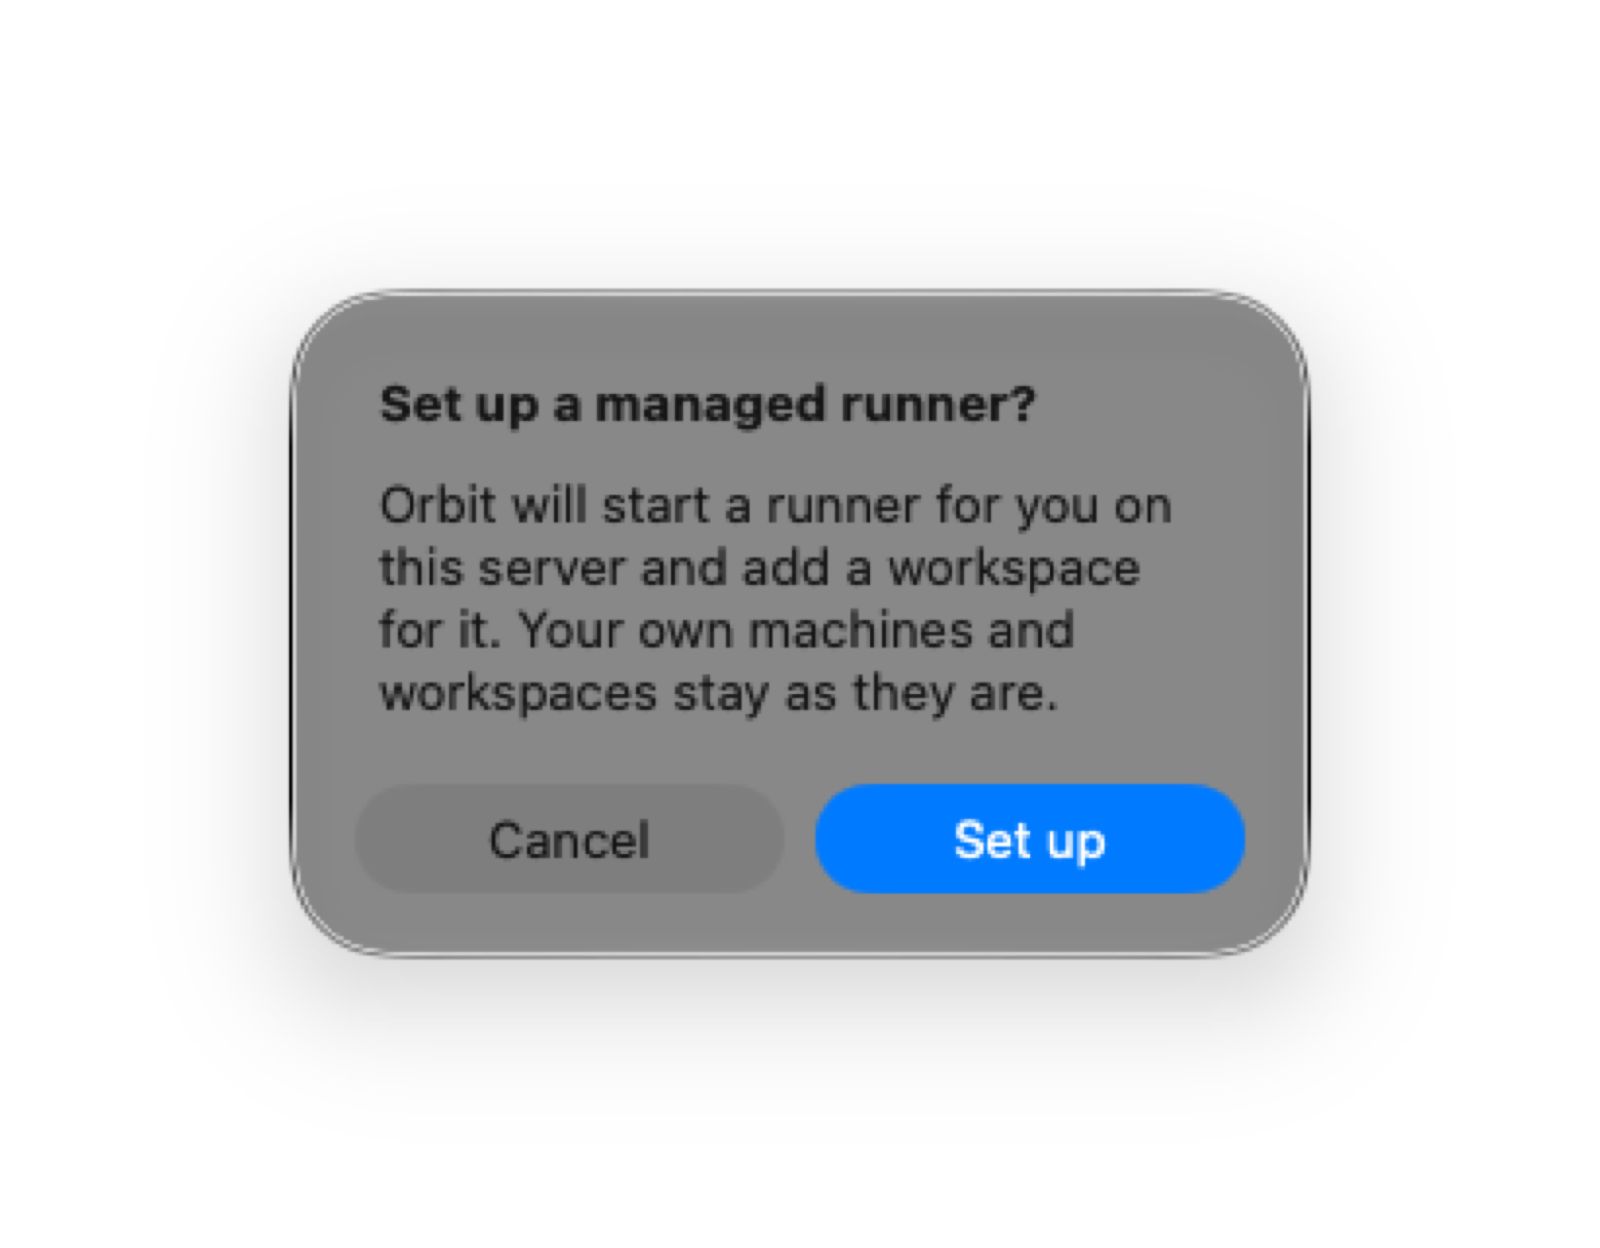 Set up a managed runner?
Orbit will start a runner for you on
this server and add a workspace
for it. Your own machines and
workspaces stay as they are.
Cancel
Set up